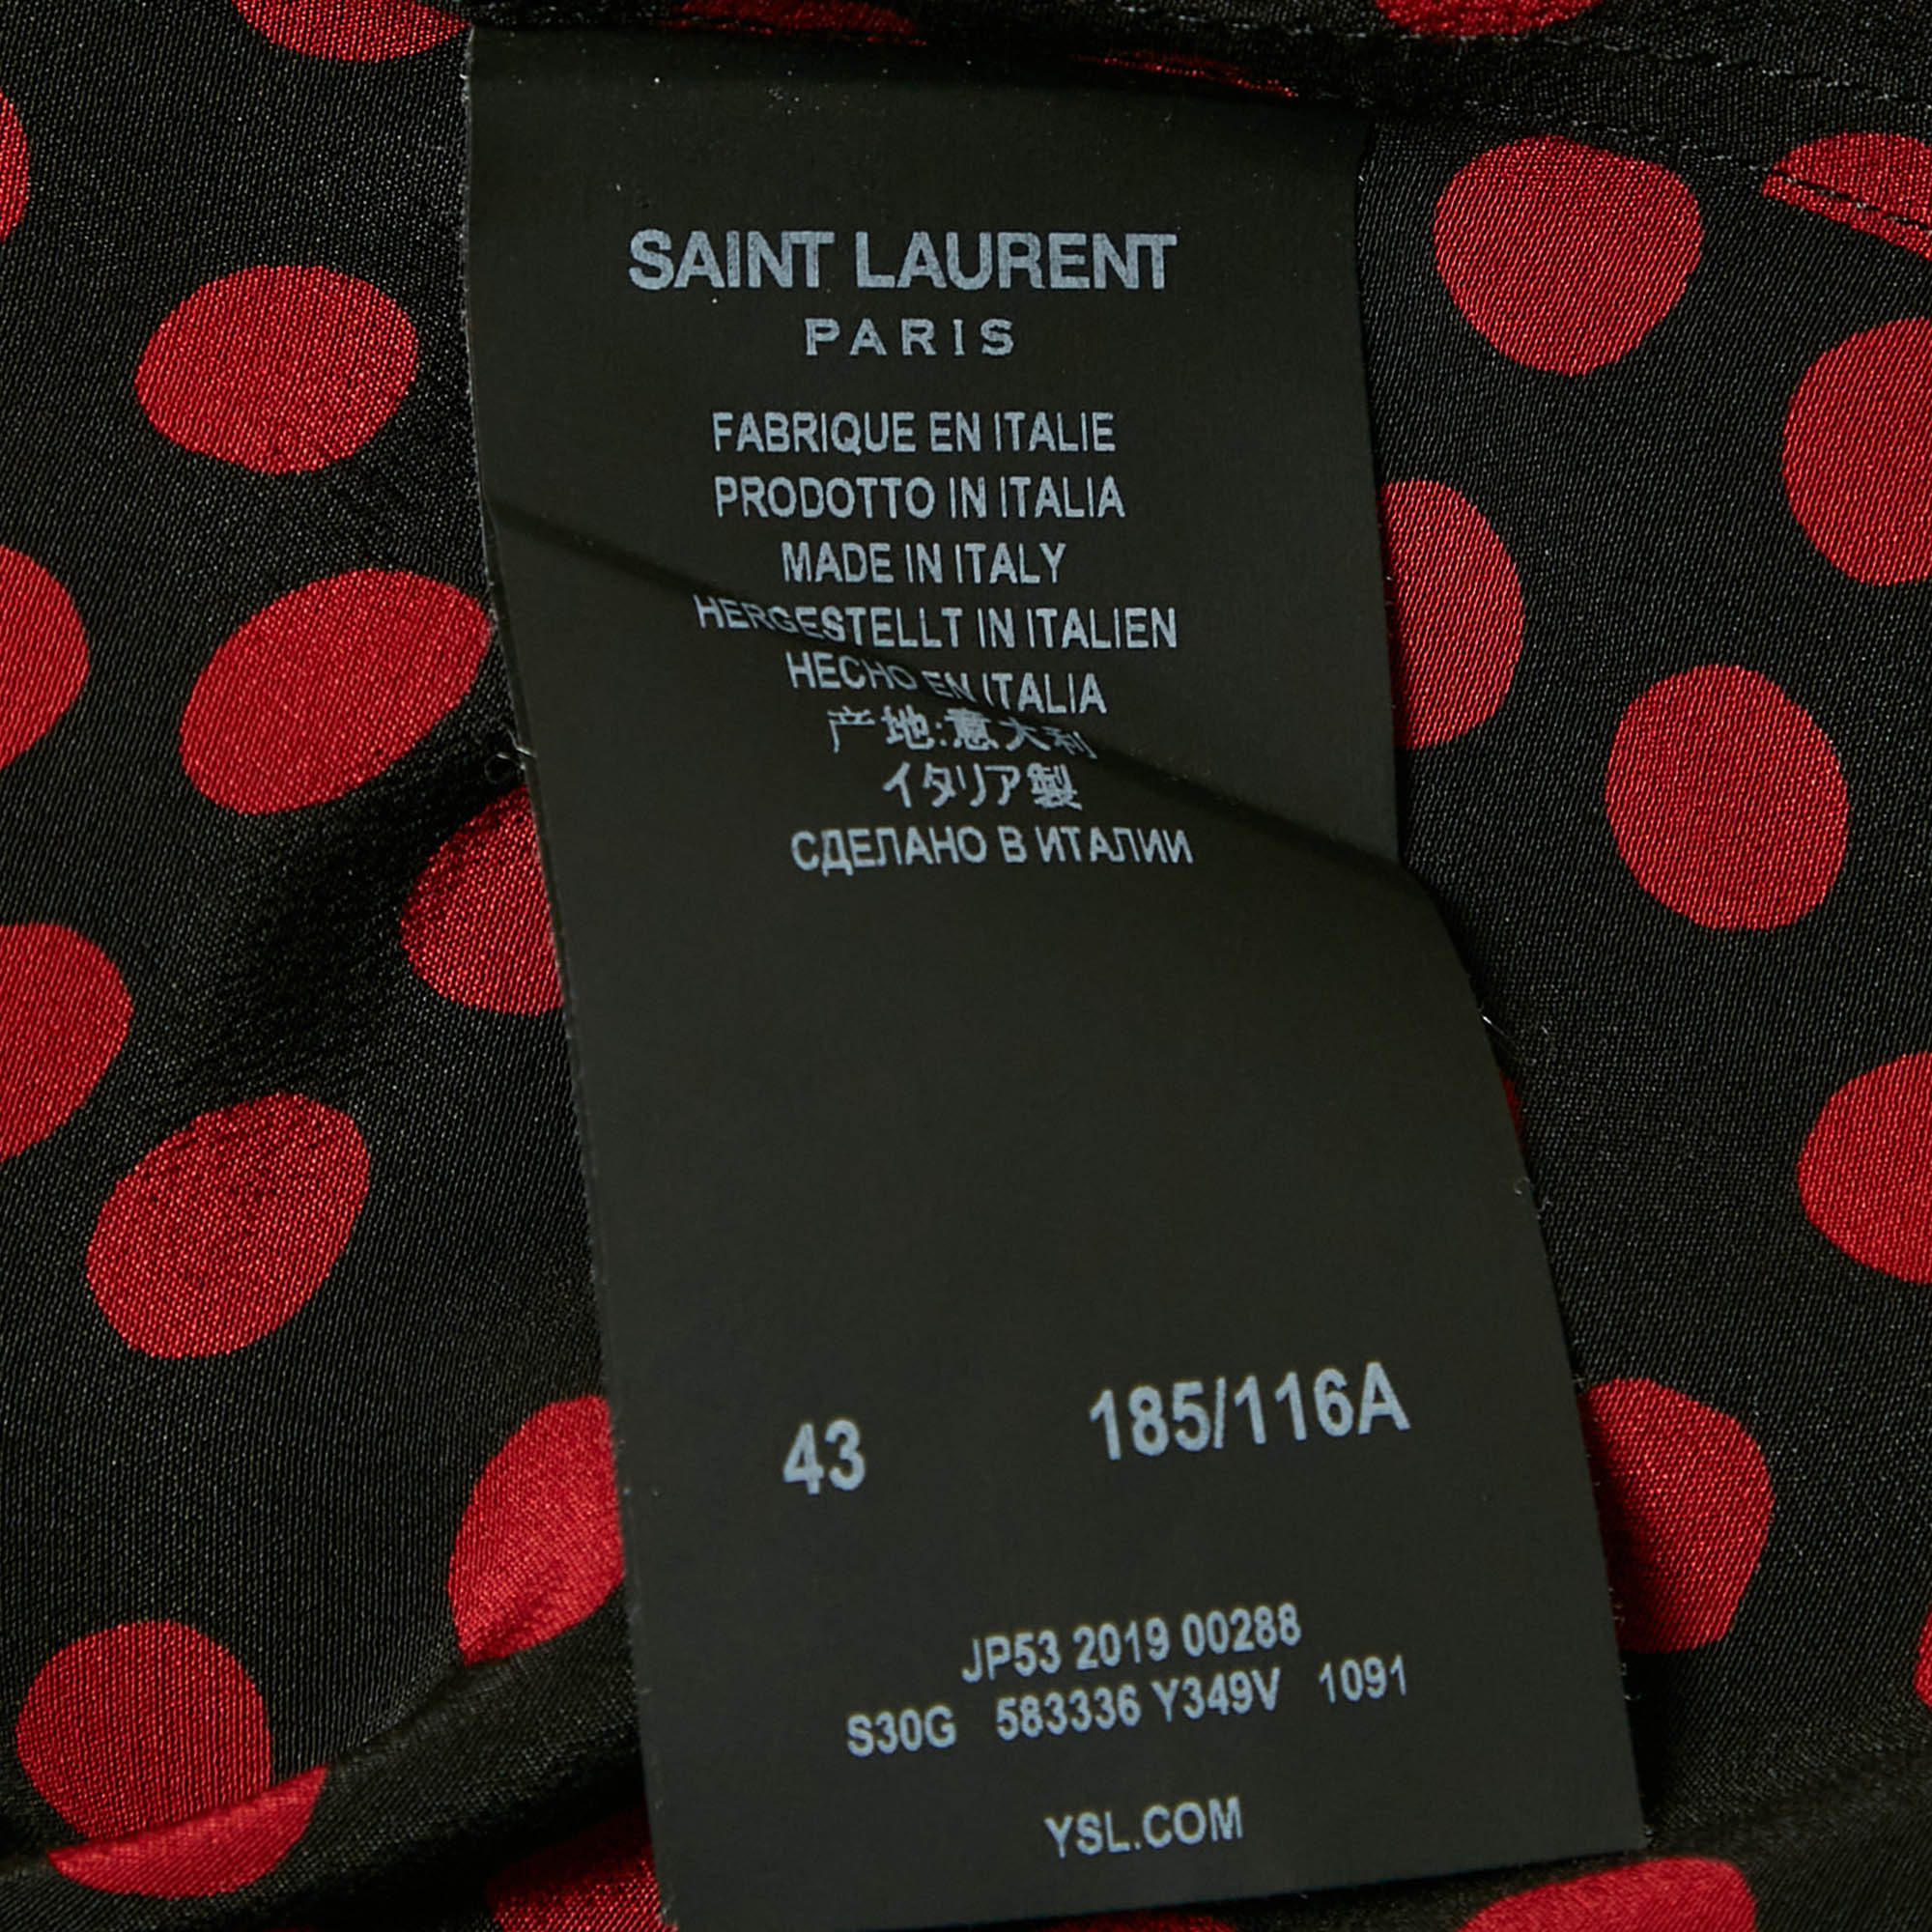 SAINT LAURENT
PARIS
FABRIQUE EN ITALIE
PRODOTTO IN ITALIA
MADE IN ITALY
HERGESTELLT IN ITALIEN
HECHO EN ITALIA
产地:意大利
イタリア製
СДЕЛАНО В ИТАЛИИ
43 185/116A
JP53 2019 00288
S30G 583336 Y349V 1091
YSL.COM